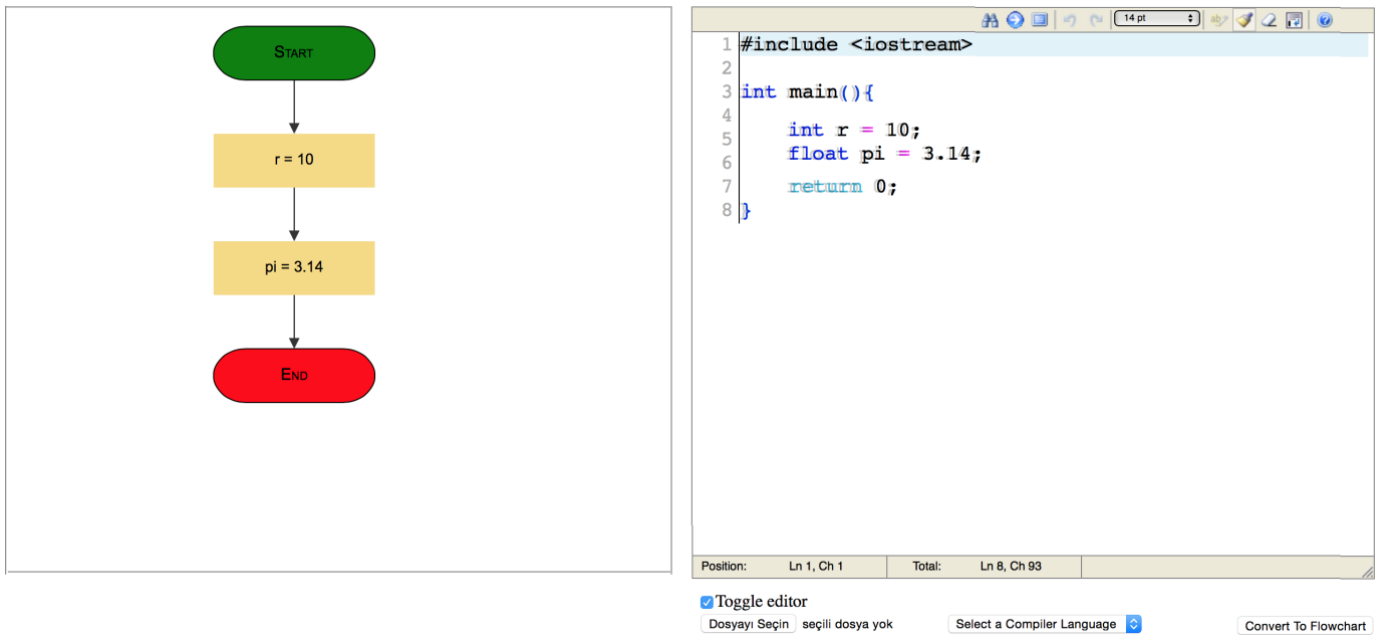 START
r = 10
pi = 3.14
END
14 pt
1 #include <iostream>
2
3 int main(){
4
5 int r = 10;
6 float pi = 3.14;
7 return 0;
8 }
Position: Ln 1, Ch 1 Total: Ln 8, Ch 93
Toggle editor
Dosyayı Seçin seçili dosya yok Select a Compiler Language Convert To Flowchart